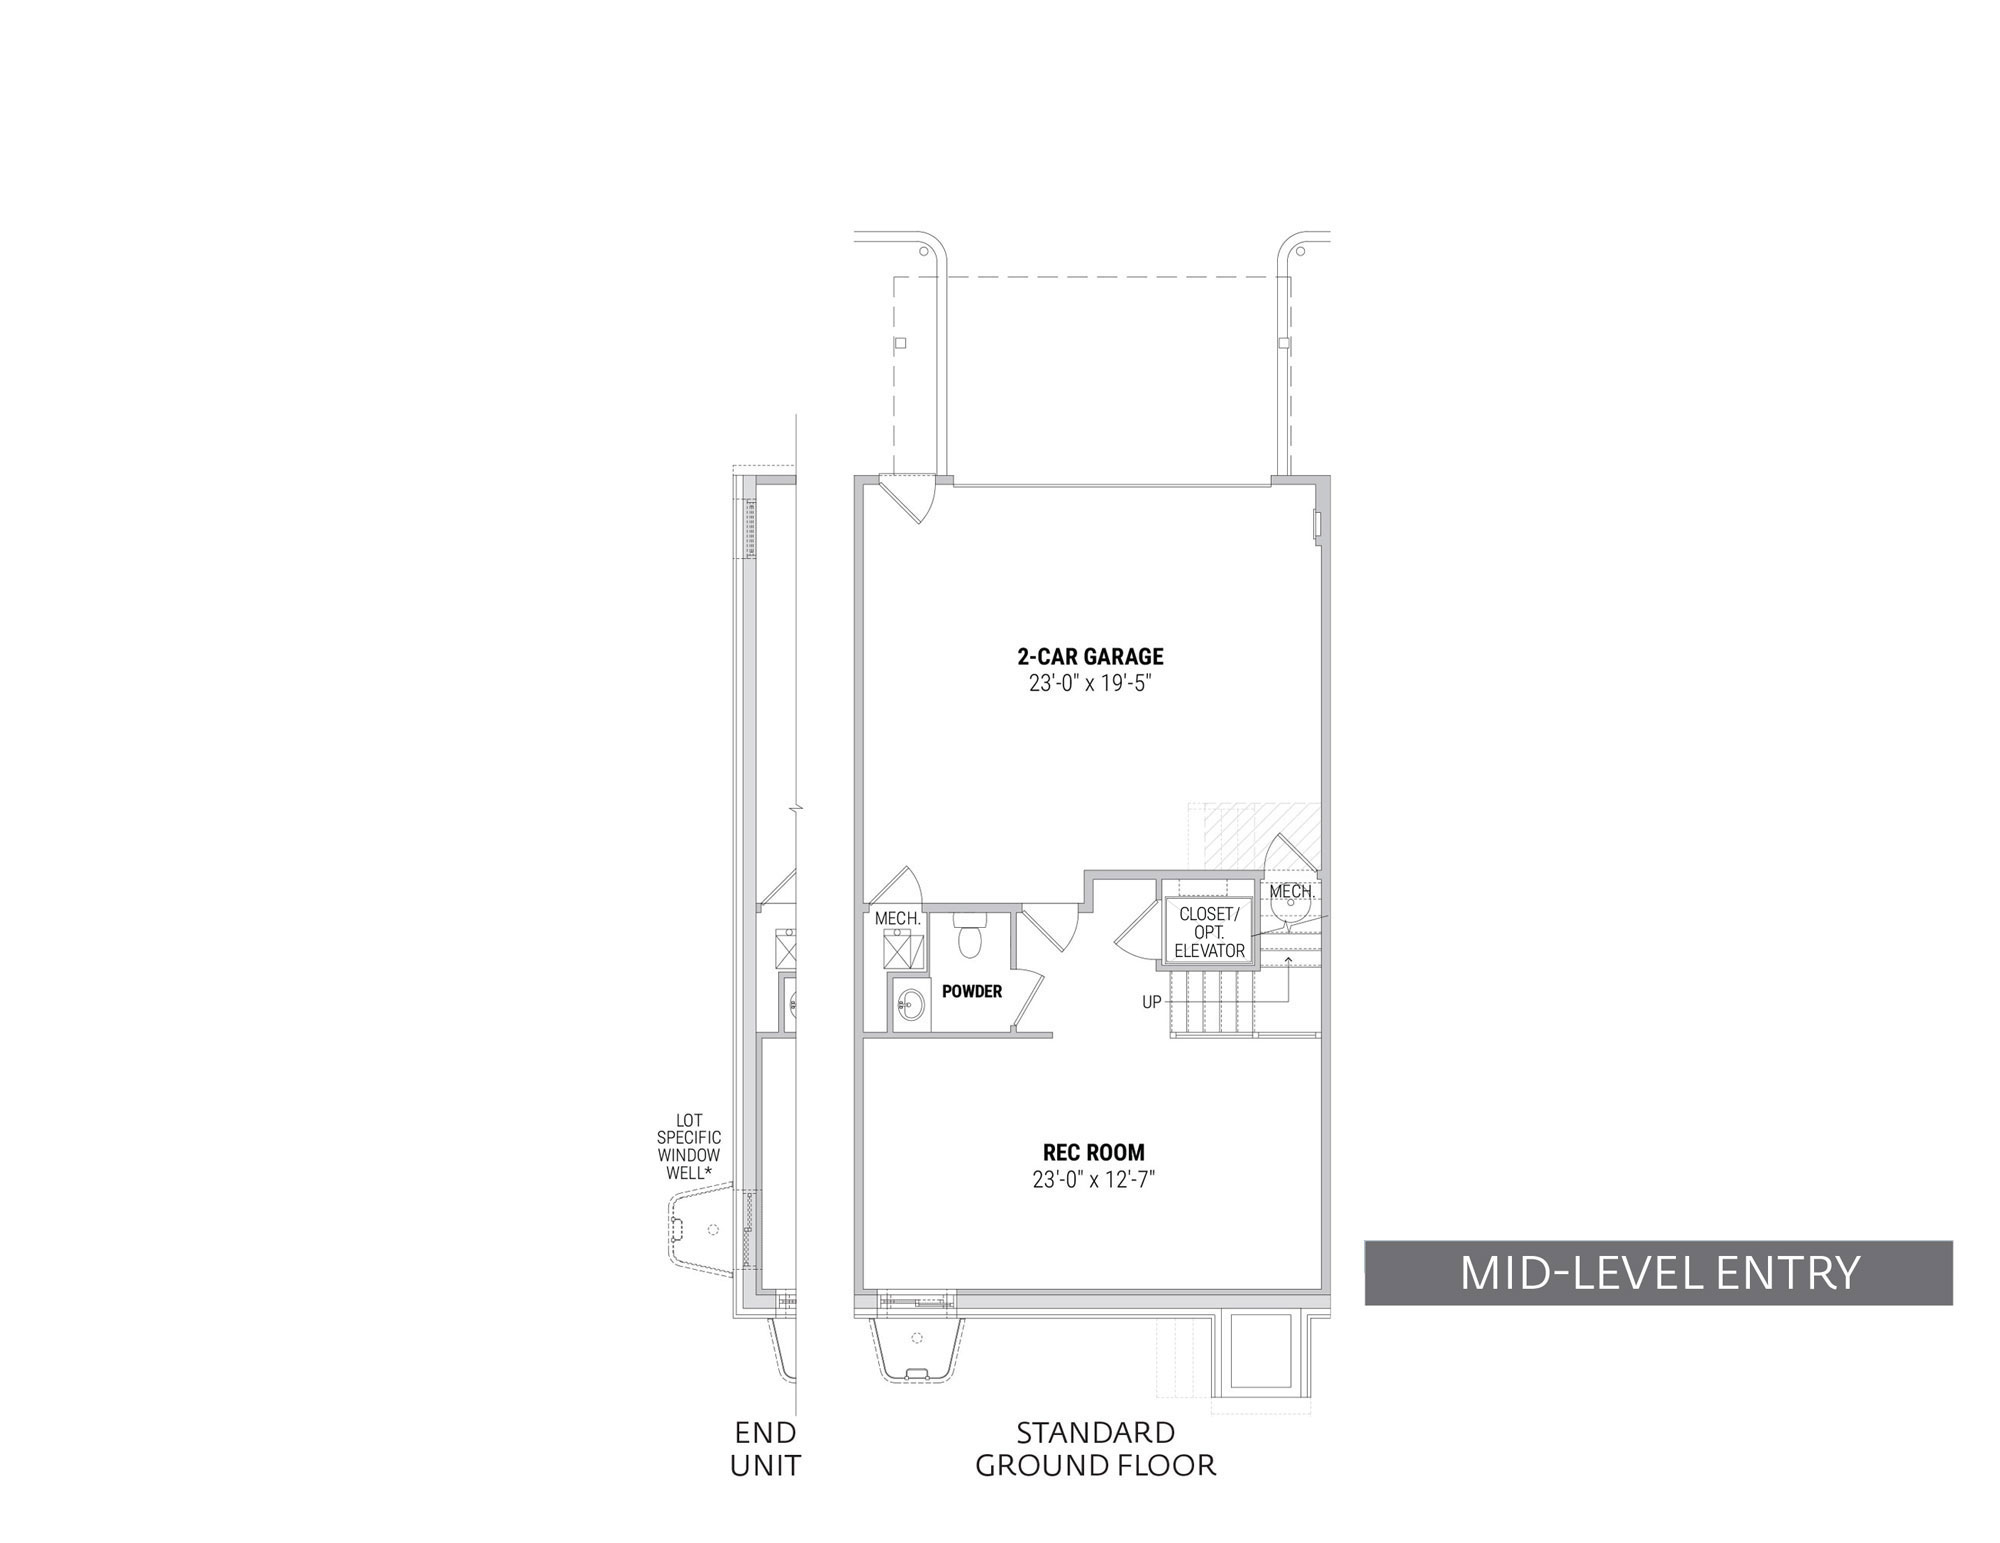 2-CAR GARAGE
23'-0" x 19'-5"
MECH.
MECH.
CLOSET/
OPT.
ELEVATOR
POWDER
UP
LOT
SPECIFIC
WINDOW
WELL*
REC ROOM
23'-0" x 12'-7"
MID-LEVEL ENTRY
END
UNIT
STANDARD
GROUND FLOOR